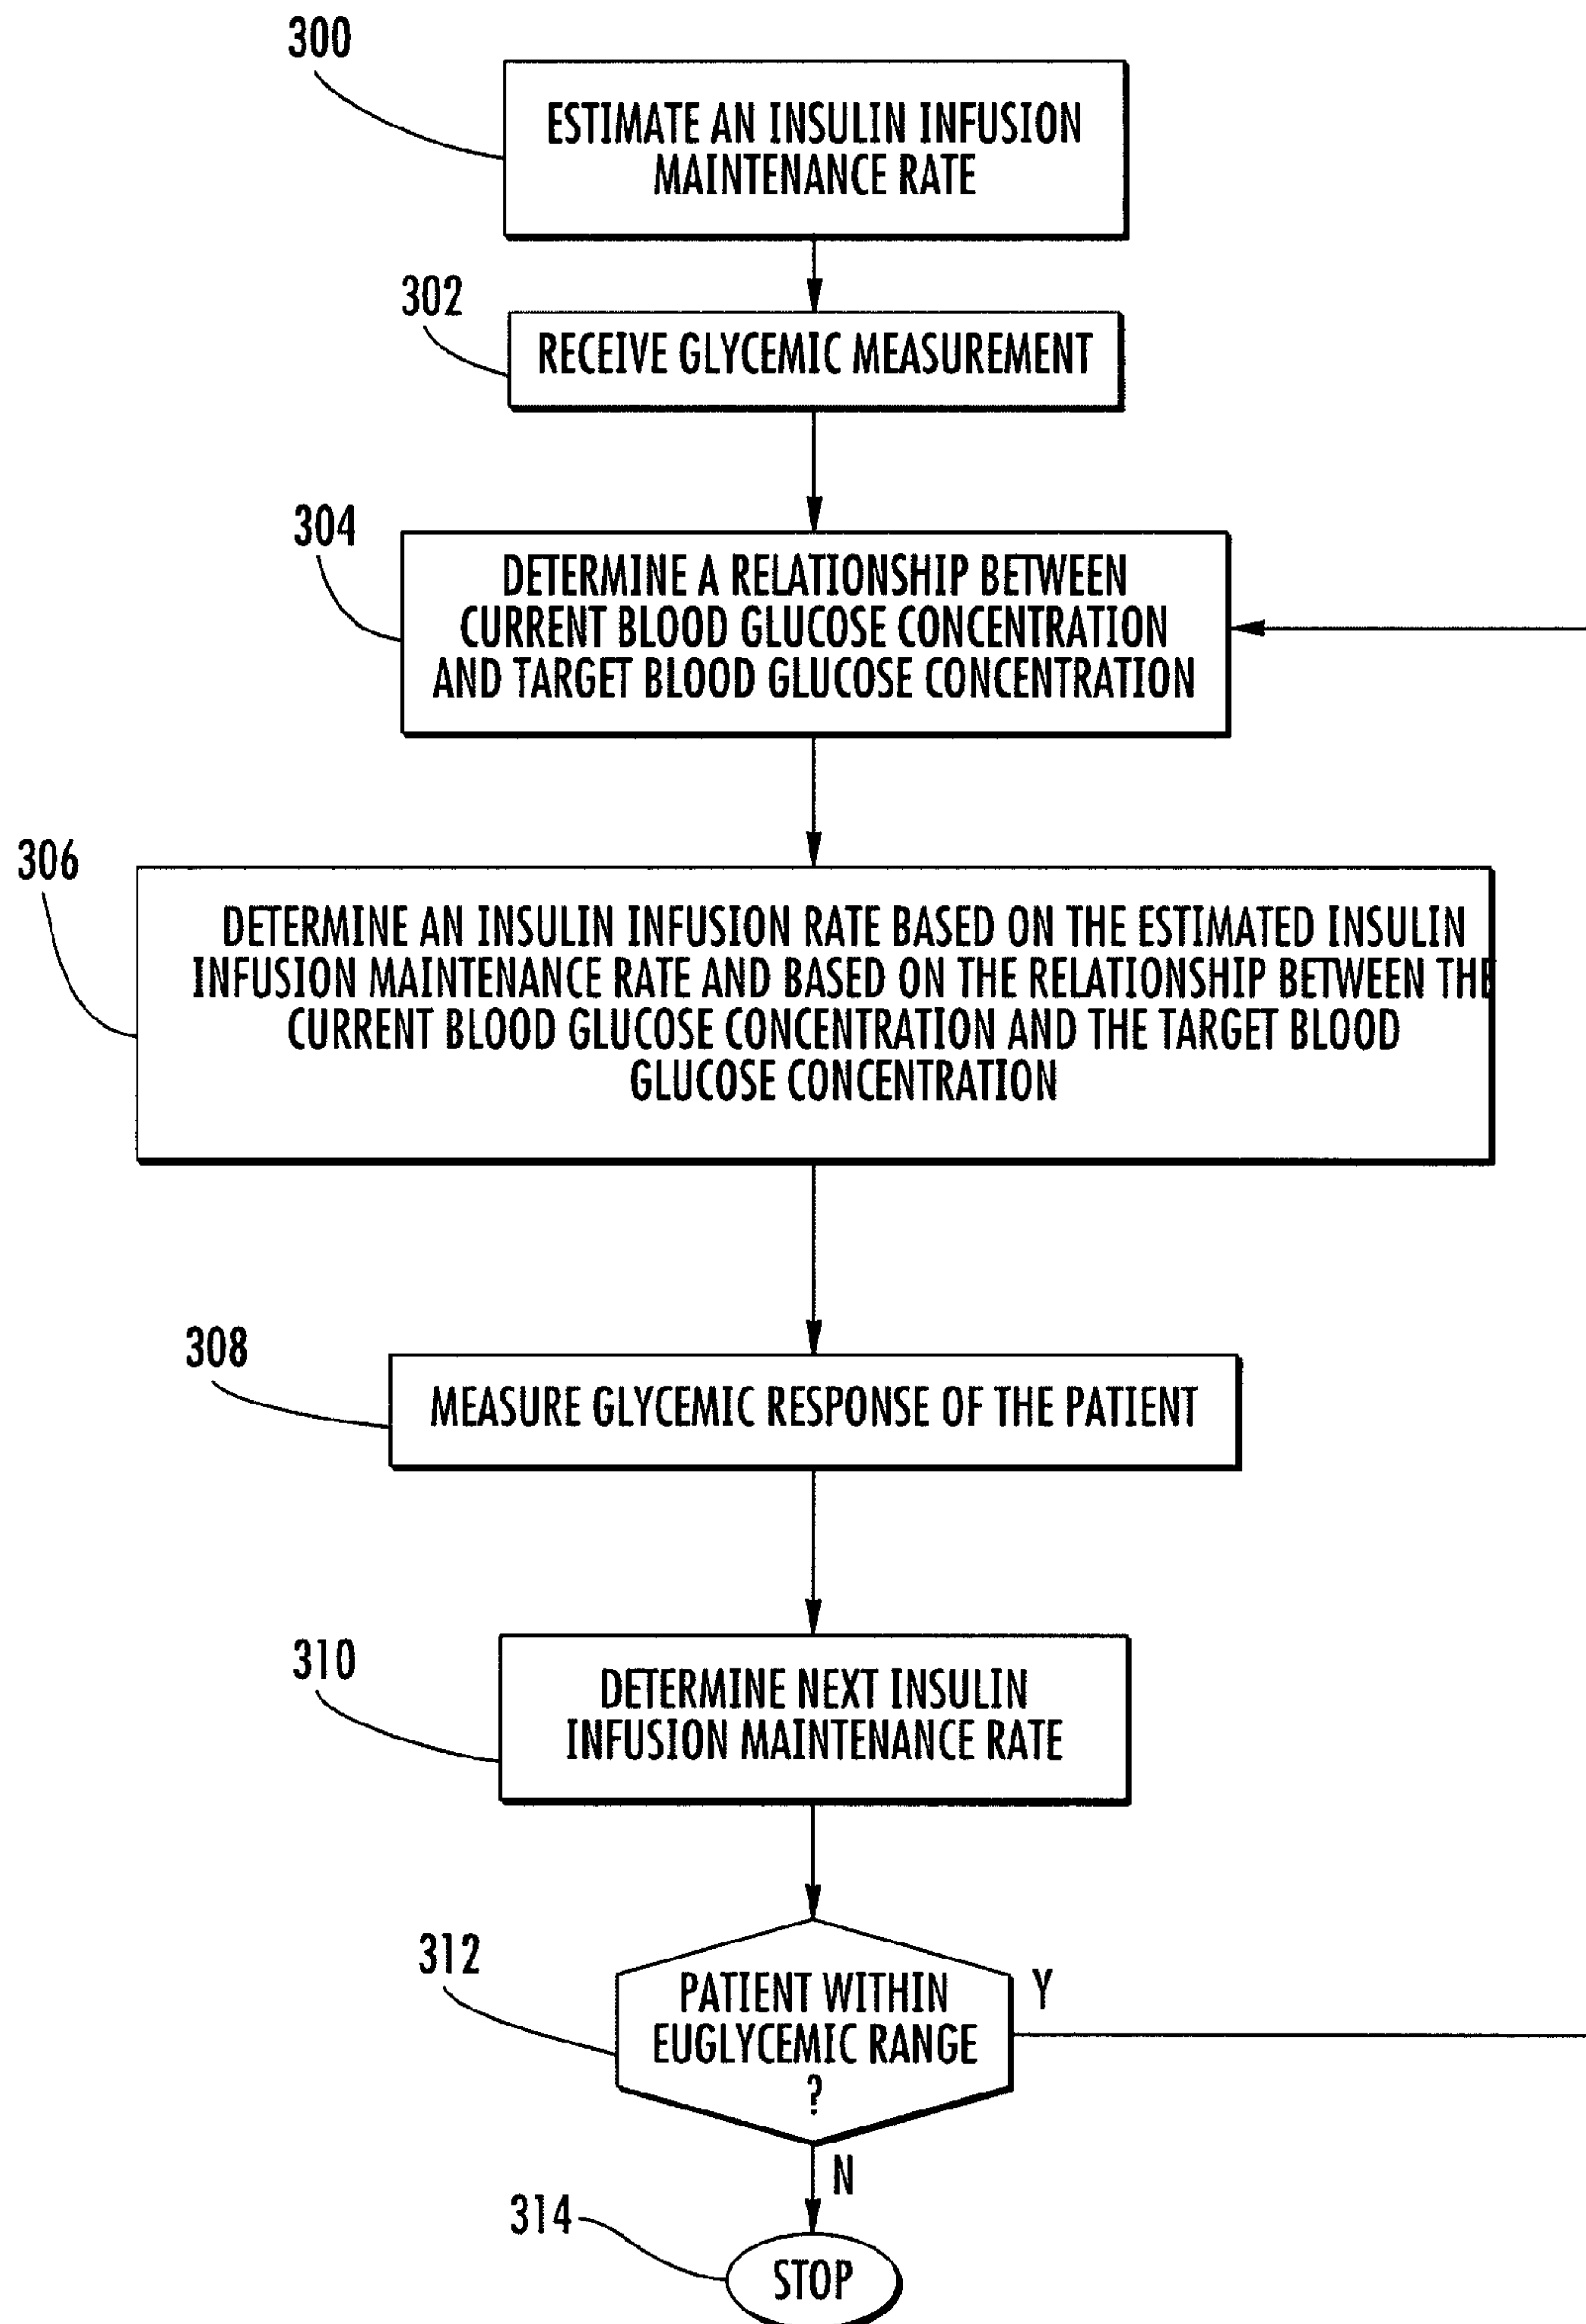 300
ESTIMATE AN INSULIN INFUSION
MAINTENANCE RATE
302
RECEIVE GLYCEMIC MEASUREMENT
304
DETERMINE A RELATIONSHIP BETWEEN
CURRENT BLOOD GLUCOSE CONCENTRATION
AND TARGET BLOOD GLUCOSE CONCENTRATION
306
DETERMINE AN INSULIN INFUSION RATE BASED ON THE ESTIMATED INSULIN
INFUSION MAINTENANCE RATE AND BASED ON THE RELATIONSHIP BETWEEN THE
CURRENT BLOOD GLUCOSE CONCENTRATION AND THE TARGET BLOOD
GLUCOSE CONCENTRATION
308
MEASURE GLYCEMIC RESPONSE OF THE PATIENT
310
DETERMINE NEXT INSULIN
INFUSION MAINTENANCE RATE
312
PATIENT WITHIN
EUGLYCEMIC RANGE
?
Y
N
314
STOP